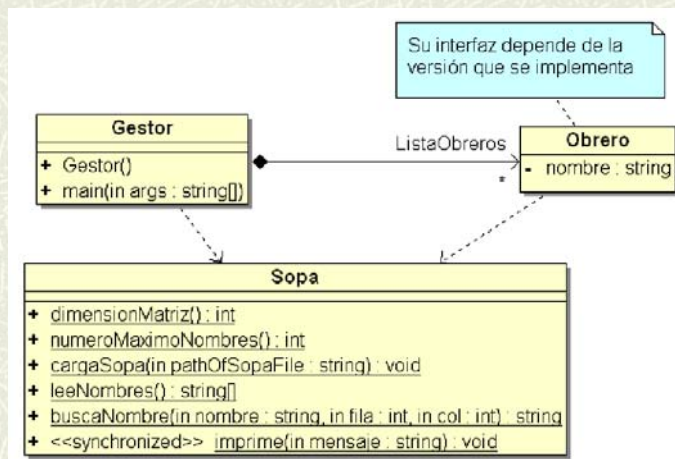 Su interfaz depende de la
versión que se implementa
Gestor
+ Gestor()
+ main(in args : string[])
ListaObreros
*
Obrero
- nombre : string
Sopa
+ dimensionMatriz() : int
+ numeroMaximoNombres() : int
+ cargaSopa(in pathOfSopaFile : string) : void
+ leeNombres() : string[]
+ buscaNombre(in nombre : string, in fila : int, in col : int) : string
+ <<synchronized>> imprime(in mensaje : string) : void